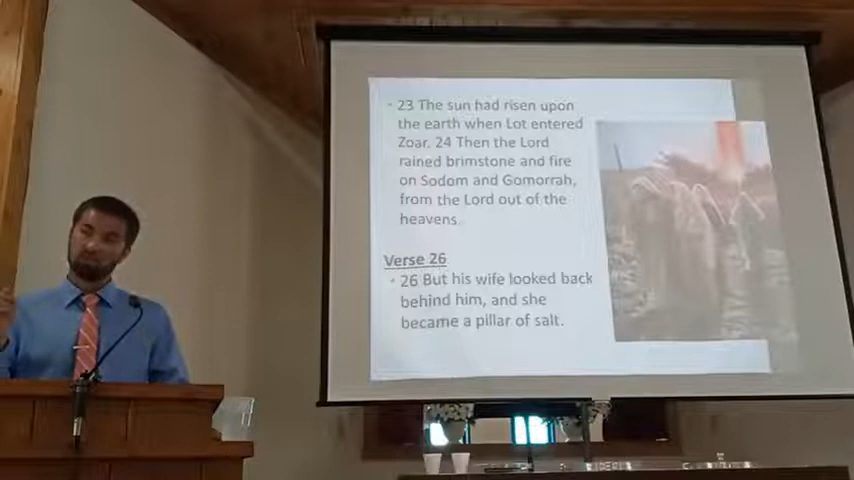 23 The sun had risen upon
the earth when Lot entered
Zoar. 24 Then the Lord
rained brimstone and fire
on Sodom and Gomorrah,
from the Lord out of the
heavens.
Verse 26
26 But his wife looked back
behind him, and she
became a pillar of salt.